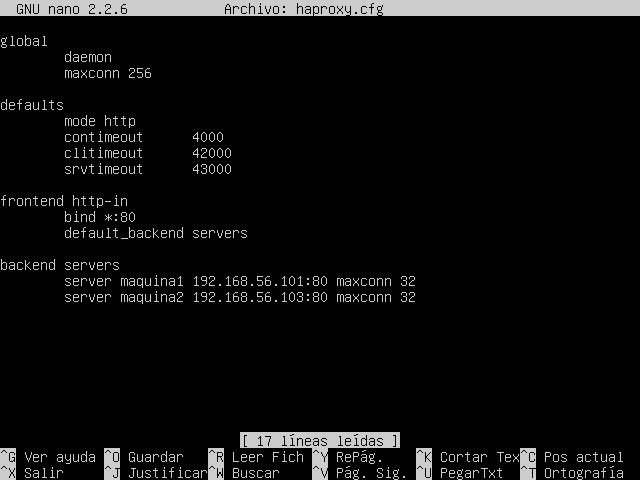 GNU nano 2.2.6 Archivo: haproxy.cfg
global
daemon
maxconn 256
defaults
mode http
contimeout 4000
clitimeout 42000
srvtimeout 43000
frontend http-in
bind *:80
default_backend servers
backend servers
server maquina1 192.168.56.101:80 maxconn 32
server maquina2 192.168.56.103:80 maxconn 32
[ 17 líneas leídas ]
^G Ver ayuda ^O Guardar ^R Leer Fich ^Y RePág. ^K Cortar Tex ^C Pos actual
^X Salir ^J Justificar ^W Buscar ^V Pág. Sig. ^U PegarTxt ^T Ortografía